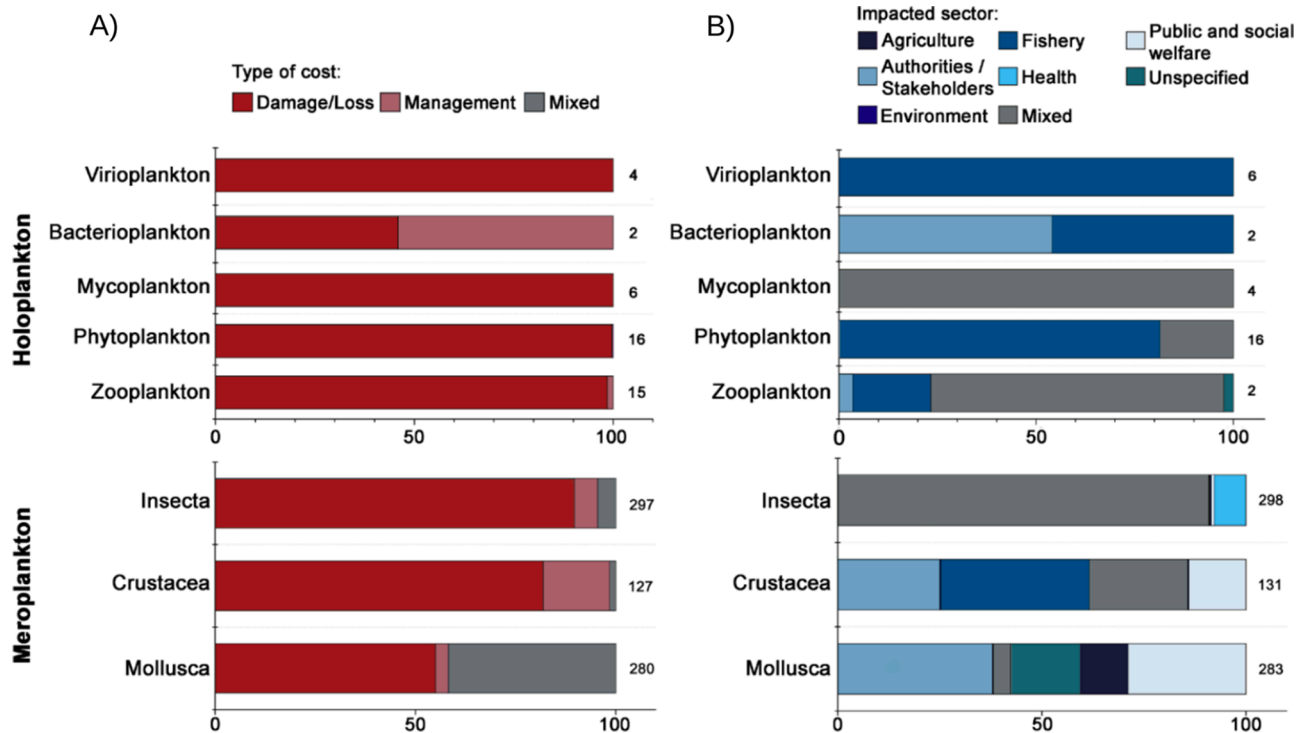 A)
Type of cost:
Damage/Loss Management Mixed
Holoplankton
Virioplankton 4
Bacterioplankton 2
Mycoplankton 6
Phytoplankton 16
Zooplankton 15
0 50 100
Meroplankton
Insecta 297
Crustacea 127
Mollusca 280
0 50 100
B)
Impacted sector:
Agriculture Fishery Public and social
welfare
Authorities /
Stakeholders Health Unspecified
Environment Mixed
Virioplankton 6
Bacterioplankton 2
Mycoplankton 4
Phytoplankton 16
Zooplankton 2
0 50 100
Insecta 298
Crustacea 131
Mollusca 283
0 50 100